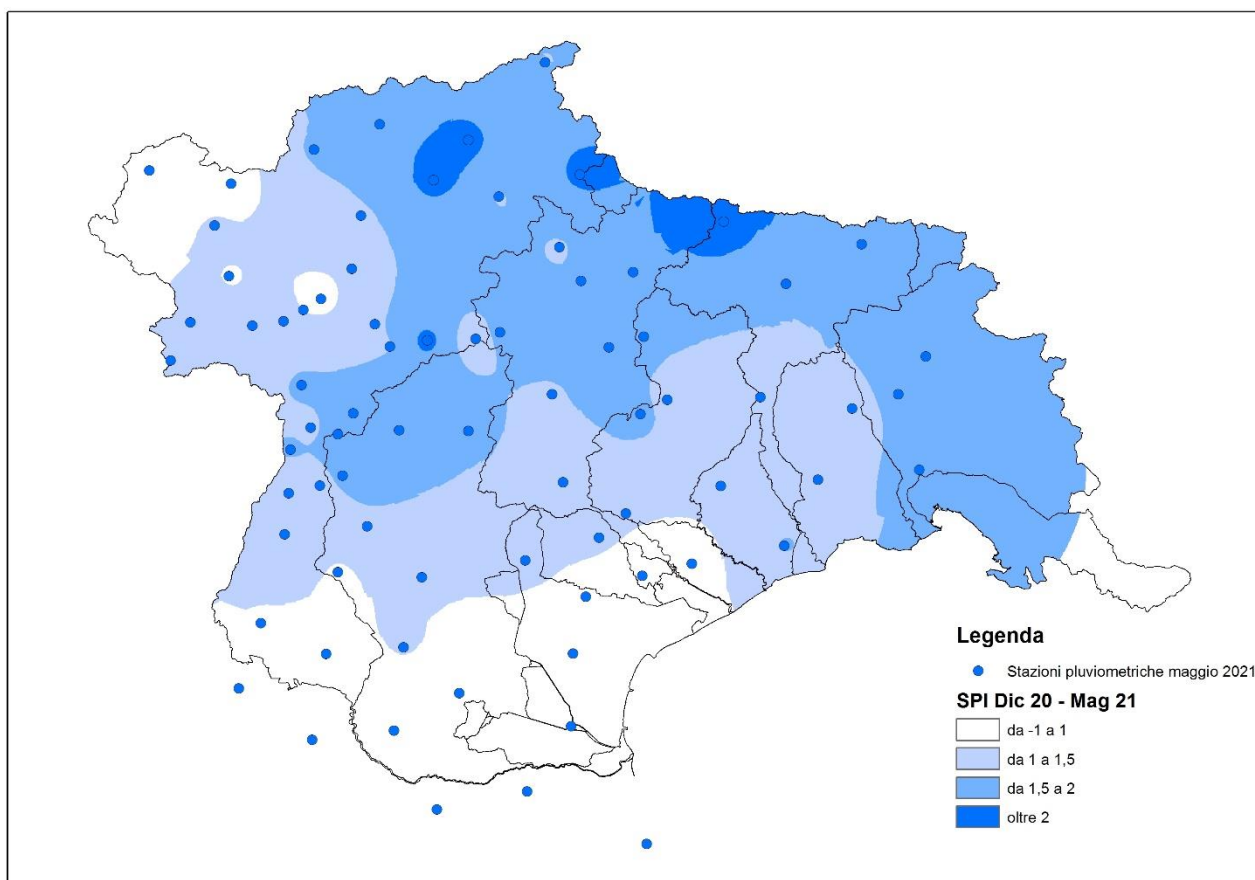 Legenda
Stazioni pluviometriche maggio 2021
SPI Dic 20 - Mag 21
da -1 a 1
da 1 a 1,5
da 1,5 a 2
oltre 2